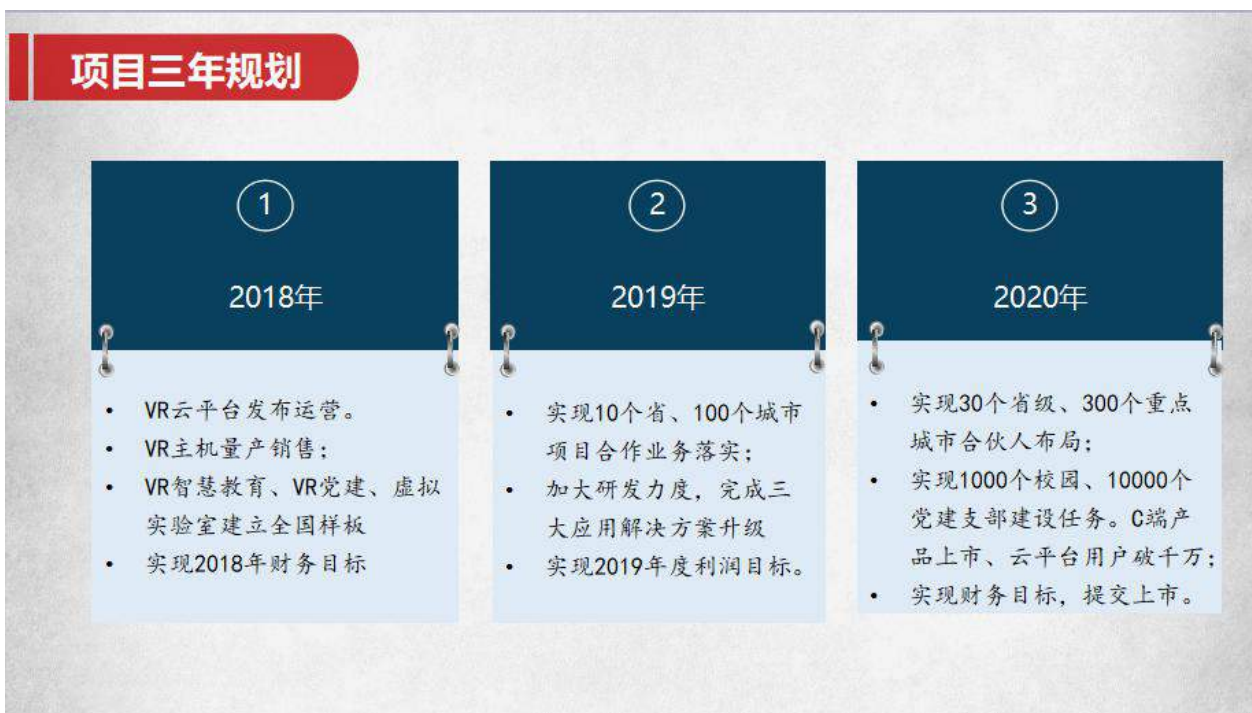 项目三年规划
1
2018年
• VR云平台发布运营。
• VR主机量产销售；
• VR智慧教育、VR党建、虚拟
实验室建立全国样板
• 实现2018年财务目标
2
2019年
• 实现10个省、100个城市
项目合作业务落实；
• 加大研发力度，完成三
大应用解决方案升级
• 实现2019年度利润目标。
3
2020年
• 实现30个省级、300个重点
城市合伙人布局；
• 实现1000个校园、10000个
党建支部建设任务。C端产
品上市、云平台用户破千万；
• 实现财务目标，提交上市。